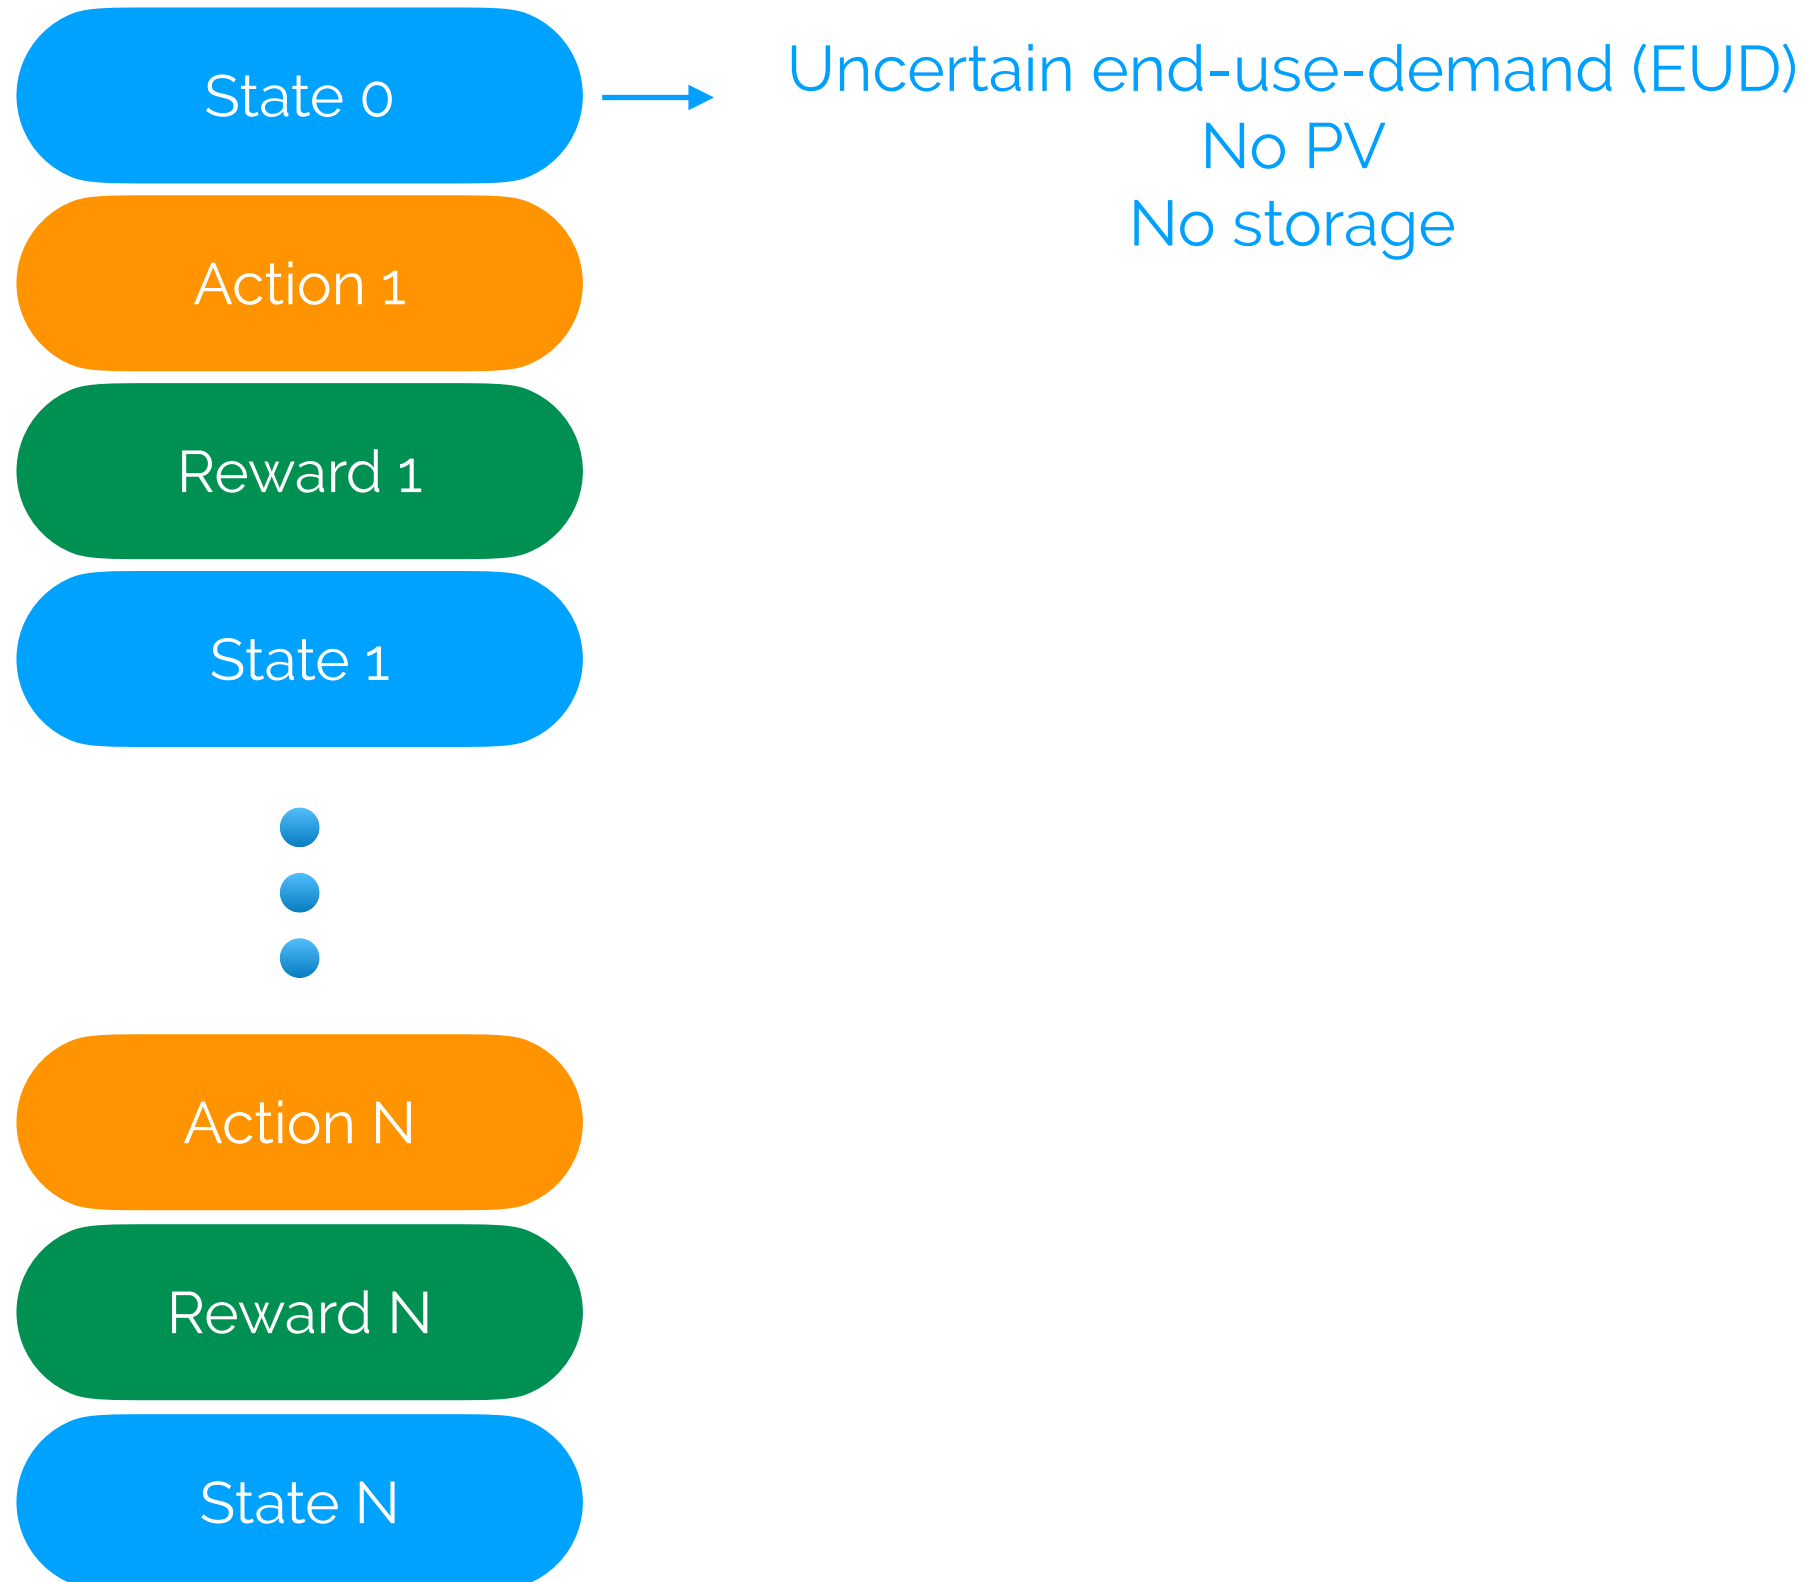 State 0
Uncertain end-use-demand (EUD)
No PV
No storage
Action 1
Reward 1
State 1
Action N
Reward N
State N